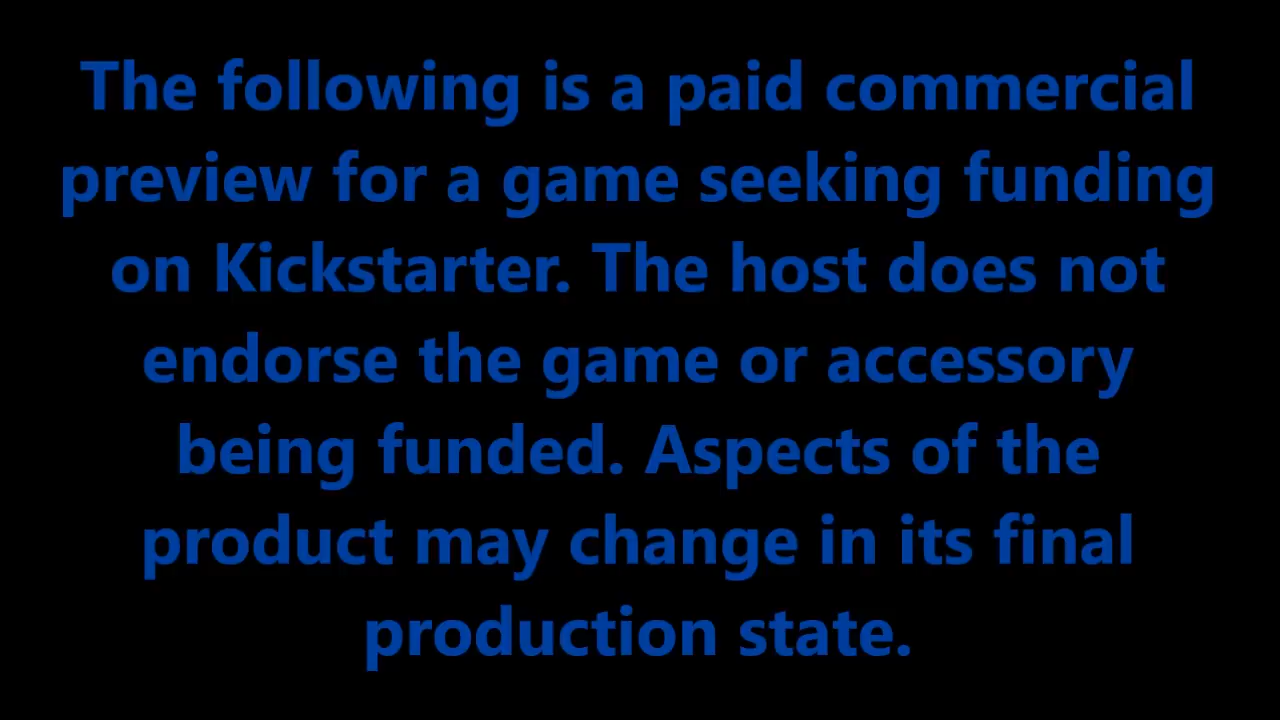 The following is a paid commercial
preview for a game seeking funding
on Kickstarter. The host does not
endorse the game or accessory
being funded. Aspects of the
product may change in its final
production state.